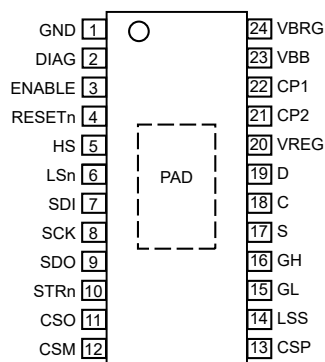 GND 1
DIAG 2
ENABLE 3
RESETn 4
HS 5
LSn 6
SDI 7
SCK 8
SDO 9
STRn 10
CSO 11
CSM 12
PAD
24 VBRG
23 VBB
22 CP1
21 CP2
20 VREG
19 D
18 C
17 S
16 GH
15 GL
14 LSS
13 CSP